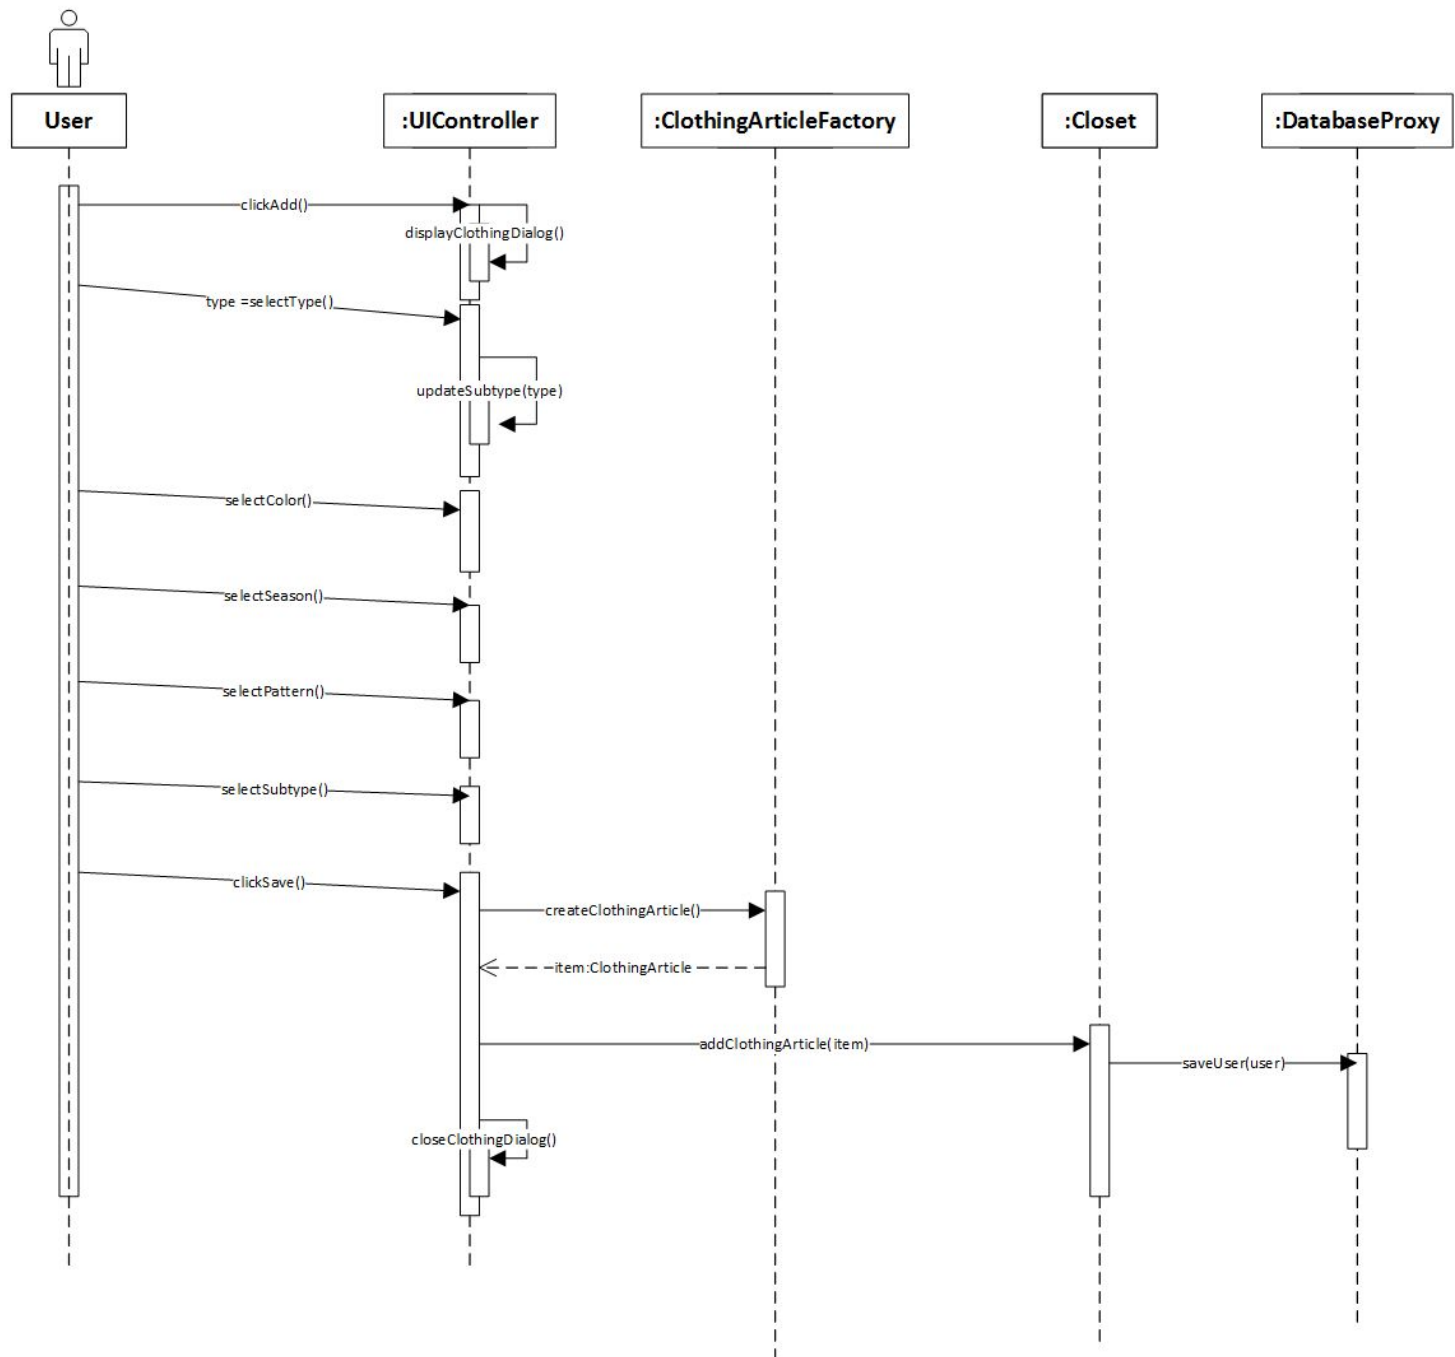 User
:UIController
:ClothingArticleFactory
:Closet
:DatabaseProxy
clickAdd()
displayClothingDialog()
type =selectType()
updateSubtype(type)
selectColor()
selectSeason()
selectPattern()
selectSubtype()
clickSave()
createClothingArticle()
item:ClothingArticle
addClothingArticle(item)
saveUser(user)
closeClothingDialog()